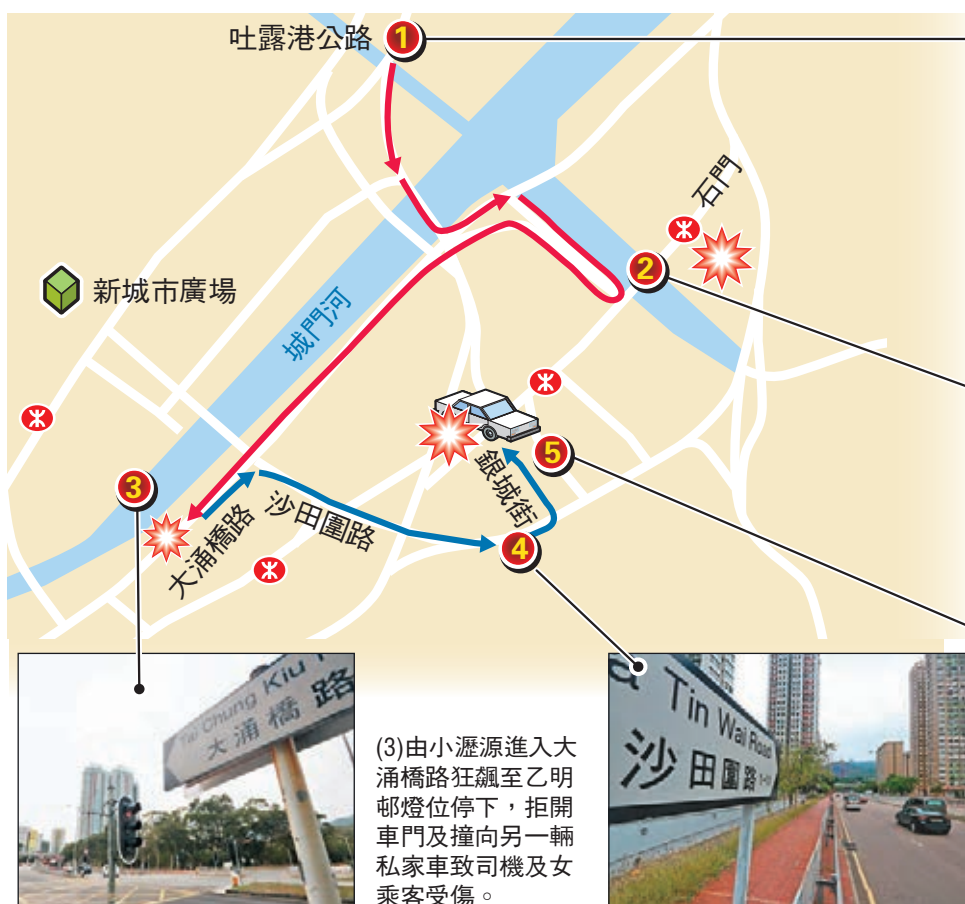 吐露港公路
1
石門
2
新城市廣場
城門河
5
銀城街
3
沙田圍路
大涌橋路
4
Tai Chung Kiu
大涌橋路
(3)由小瀝源進入大
涌橋路狂飆至乙明
邨燈位停下，拒開
車門及撞向另一輛
私家車致司機及女
乘客受傷。
a Tin Wai Road
沙田圍路